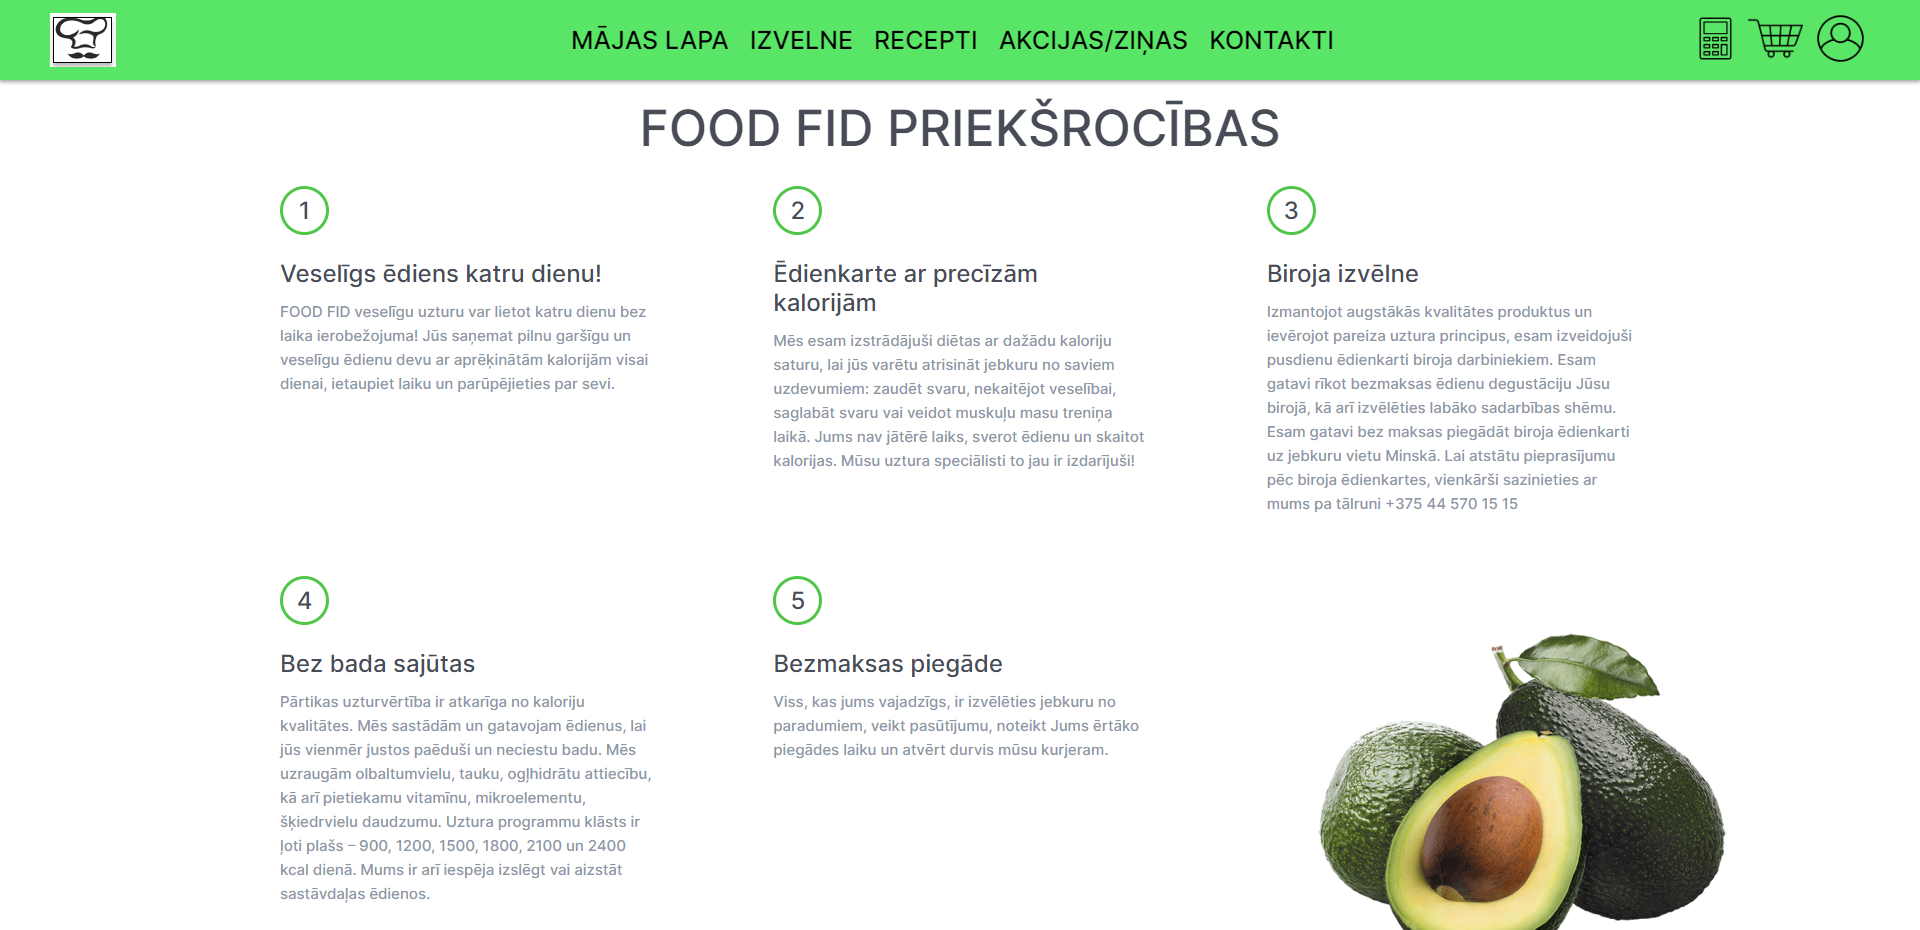 MĀJAS LAPA IZVELNE RECEPTI AKCIJAS/ZIŅAS KONTAKTI
FOOD FID PRIEKŠROCĪBAS
1
Veselīgs ēdiens katru dienu!
FOOD FID veselīgu uzturu var lietot katru dienu bez
laika ierobežojuma! Jūs saņemat pilnu garšīgu un
veselīgu ēdienu devu ar aprēķinātām kalorijām visai
dienai, ietaupiet laiku un parūpējieties par sevi.
2
Ēdienkarte ar precīzām
kalorijām
Mēs esam izstrādājuši diētas ar dažādu kaloriju
saturu, lai jūs varētu atrisināt jebkuru no saviem
uzdevumiem: zaudēt svaru, nekaitējot veselībai,
saglabāt svaru vai veidot muskuļu masu treniņa
laikā. Jums nav jātērē laiks, sverot ēdienu un skaitot
kalorijas. Mūsu uztura speciālisti to jau ir izdarījuši!
3
Biroja izvēlne
Izmantojot augstākās kvalitātes produktus un
ievērojot pareiza uztura principus, esam izveidojuši
pusdienu ēdienkarti biroja darbiniekiem. Esam
gatavi rīkot bezmaksas ēdienu degustāciju Jūsu
birojā, kā arī izvēlēties labāko sadarbības shēmu.
Esam gatavi bez maksas piegādāt biroja ēdienkarti
uz jebkuru vietu Minskā. Lai atstātu pieprasījumu
pēc biroja ēdienkartes, vienkārši sazinieties ar
mums pa tālruni +375 44 570 15 15
4
Bez bada sajūtas
Pārtikas uzturvērtība ir atkarīga no kaloriju
kvalitātes. Mēs sastādām un gatavojam ēdienus, lai
jūs vienmēr justos paēduši un neciestu badu. Mēs
uzraugām olbaltumvielu, tauku, ogļhidrātu attiecību,
kā arī pietiekamu vitamīnu, mikroelementu,
šķiedrvielu daudzumu. Uztura programmu klāsts ir
ļoti plašs – 900, 1200, 1500, 1800, 2100 un 2400
kcal dienā. Mums ir arī iespēja izslēgt vai aizstāt
sastāvdaļas ēdienos.
5
Bezmaksas piegāde
Viss, kas jums vajadzīgs, ir izvēlēties jebkuru no
paradumiem, veikt pasūtījumu, noteikt Jums ērtāko
piegādes laiku un atvērt durvis mūsu kurjeram.